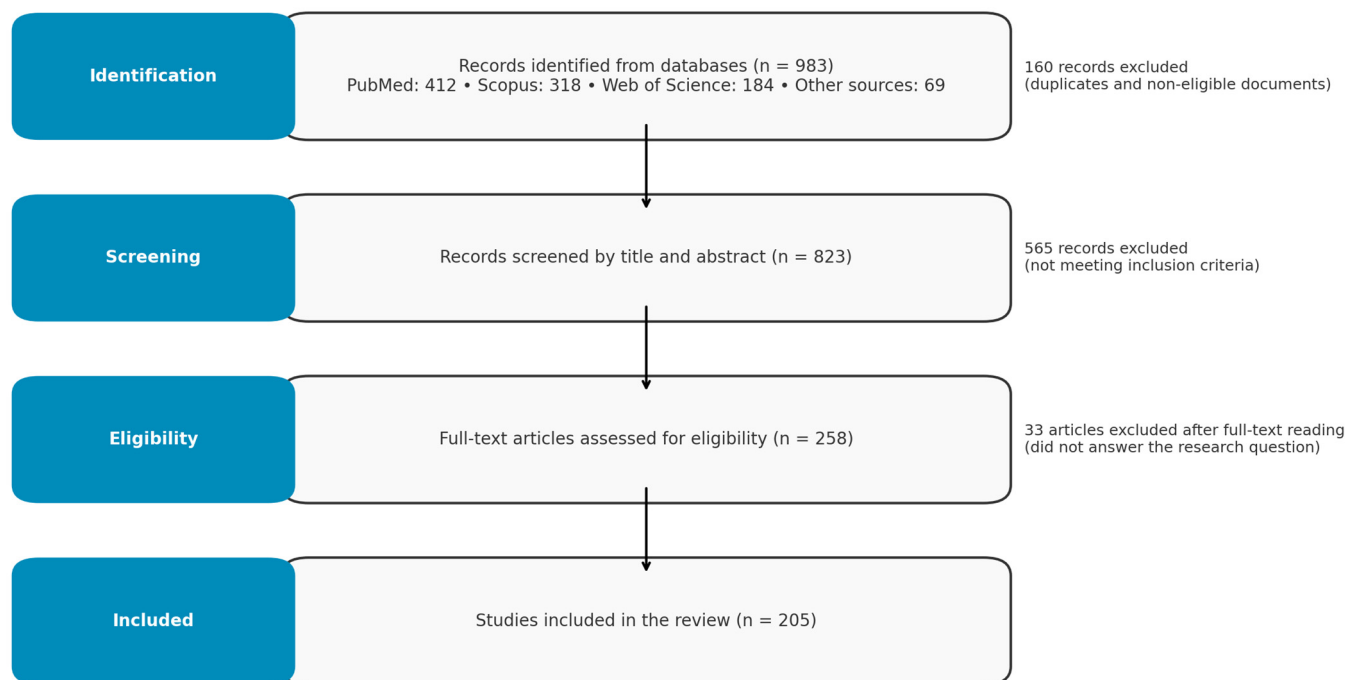 Identification
Records identified from databases (n = 983)
PubMed: 412 • Scopus: 318 • Web of Science: 184 • Other sources: 69
160 records excluded
(duplicates and non-eligible documents)
Screening
Records screened by title and abstract (n = 823)
565 records excluded
(not meeting inclusion criteria)
Eligibility
Full-text articles assessed for eligibility (n = 258)
33 articles excluded after full-text reading
(did not answer the research question)
Included
Studies included in the review (n = 205)